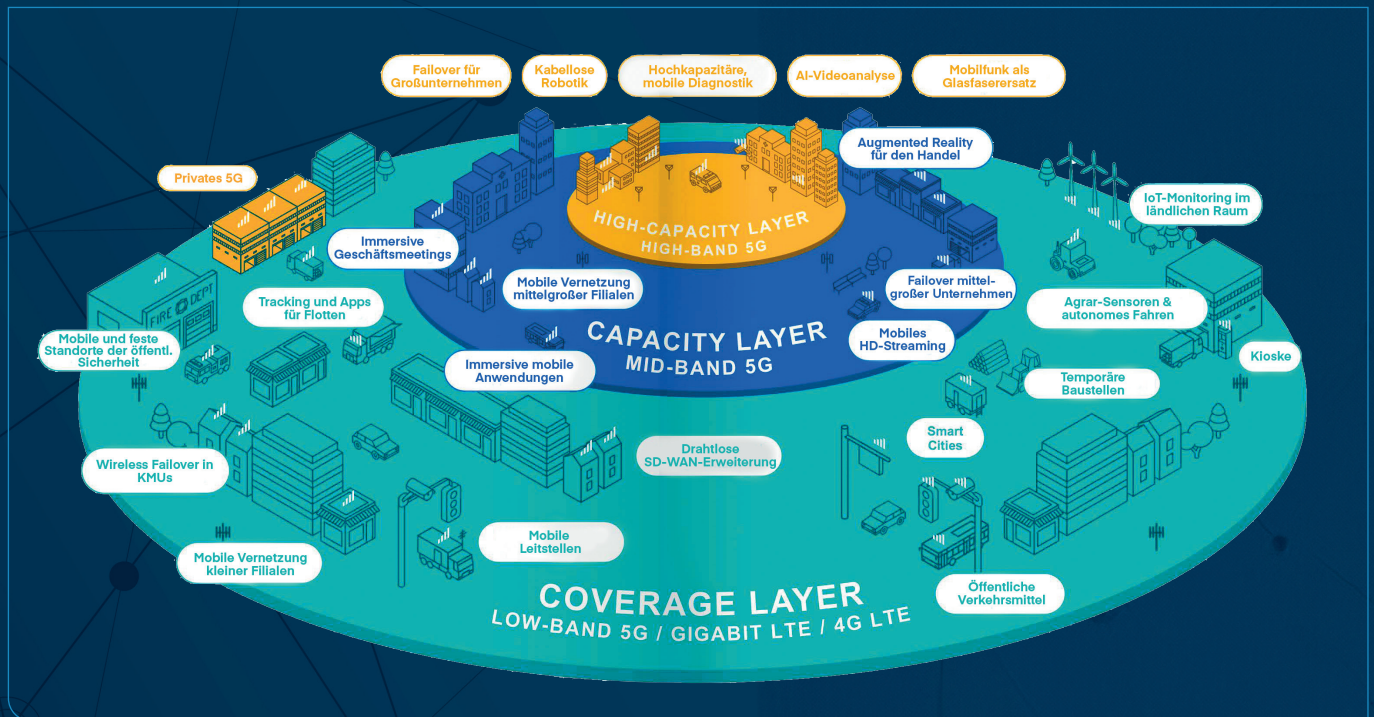 Failover für
Großunternehmen
Kabellose
Robotik
Hochkapazitäre,
mobile Diagnostik
AI-Videoanalyse
Mobilfunk als
Glasfaserersatz
Augmented Reality
für den Handel
Privates 5G
IoT-Monitoring im
ländlichen Raum
HIGH-CAPACITY LAYER
HIGH-BAND 5G
Immersive
Geschäftsmeetings
Mobile Vernetzung
mittelgroßer Filialen
Failover mittel-
großer Unternehmen
Tracking und Apps
für Flotten
Agrar-Sensoren &
autonomes Fahren
FIRE DEPT
Mobile und feste
Standorte der öffentl.
Sicherheit
CAPACITY LAYER
MID-BAND 5G
Mobiles
HD-Streaming
Kioske
Immersive mobile
Anwendungen
Temporäre
Baustellen
Smart
Cities
Drahtlose
SD-WAN-Erweiterung
Wireless Failover in
KMUs
Mobile
Leitstellen
Mobile Vernetzung
kleiner Filialen
Öffentliche
Verkehrsmittel
COVERAGE LAYER
LOW-BAND 5G / GIGABIT LTE / 4G LTE